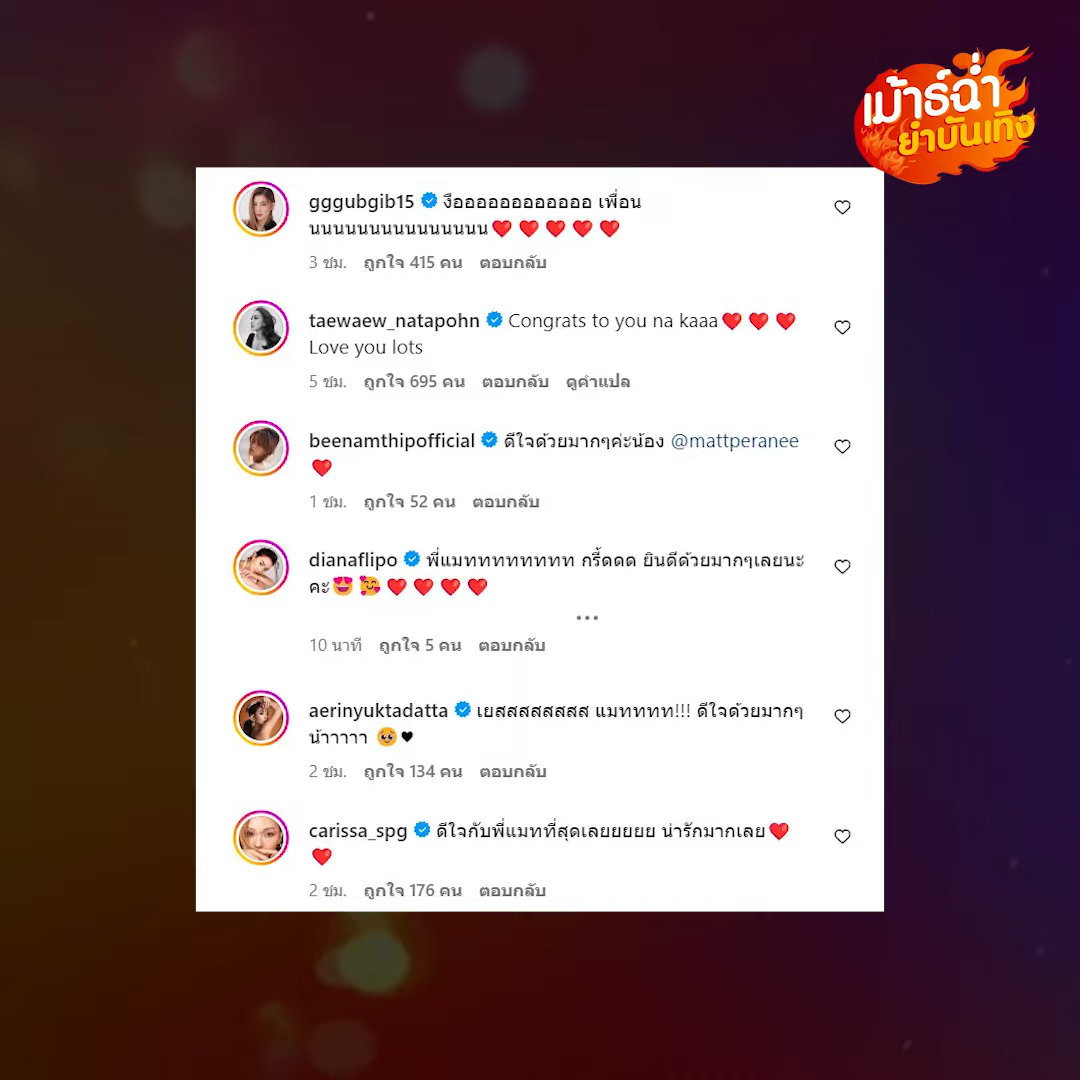 เม้าธ์ฉ่ำ
ยำบันเทิง
gggubgib15 งืออออออออออออ เพื่อน
นนนนนนนนนนนนนนน❤️ ❤️ ❤️ ❤️ ❤️
3 ชม. ถูกใจ 415 คน ตอบกลับ
taewaew_natapohn Congrats to you na kaaa❤️ ❤️ ❤️
Love you lots
5 ชม. ถูกใจ 695 คน ตอบกลับ ดูคำแปล
beenamthipofficial ดีใจด้วยมากๆค่ะน้อง @mattperanee
❤️
1 ชม. ถูกใจ 52 คน ตอบกลับ
dianaflipo พี่แมททททททททท กรี้ดดด ยินดีด้วยมากๆเลยนะ
คะ😍 🥰 ❤️ ❤️ ❤️ ❤️
10 นาที ถูกใจ 5 คน ตอบกลับ
aerinyuktadatta เยสสสสสสสส แมทททท!!! ดีใจด้วยมากๆ
น้าาาาา 🥹♥
2 ชม. ถูกใจ 134 คน ตอบกลับ
carissa_spg ดีใจกับพี่แมทที่สุดเลยยยยย น่ารักมากเลย❤️
❤️
2 ชม. ถูกใจ 176 คน ตอบกลับ